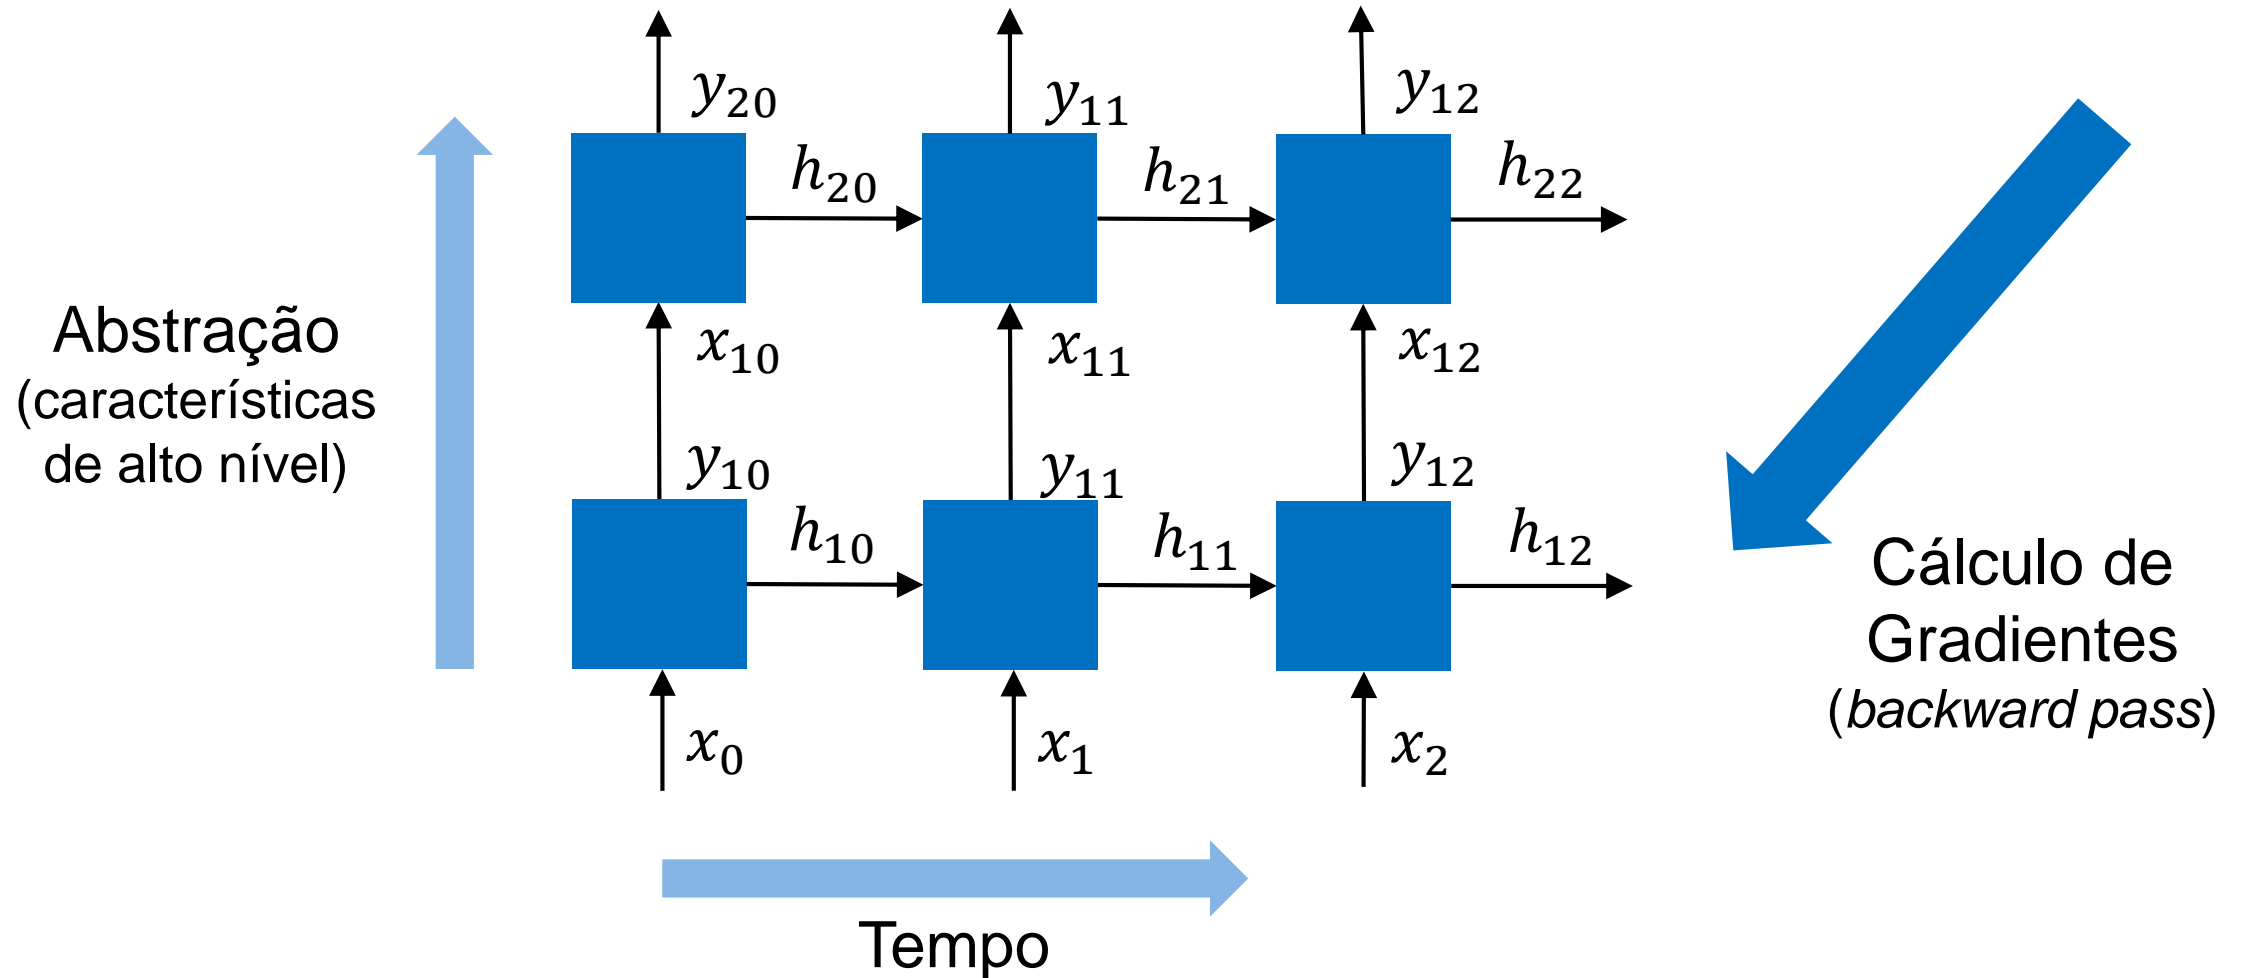 y₂₀
y₁₁
y₁₂
h₂₀
h₂₁
h₂₂
Abstração
(características
de alto nível)
x₁₀
x₁₁
x₁₂
y₁₀
y₁₁
y₁₂
h₁₀
h₁₁
h₁₂
Cálculo de
Gradientes
(backward pass)
x₀
x₁
x₂
Tempo